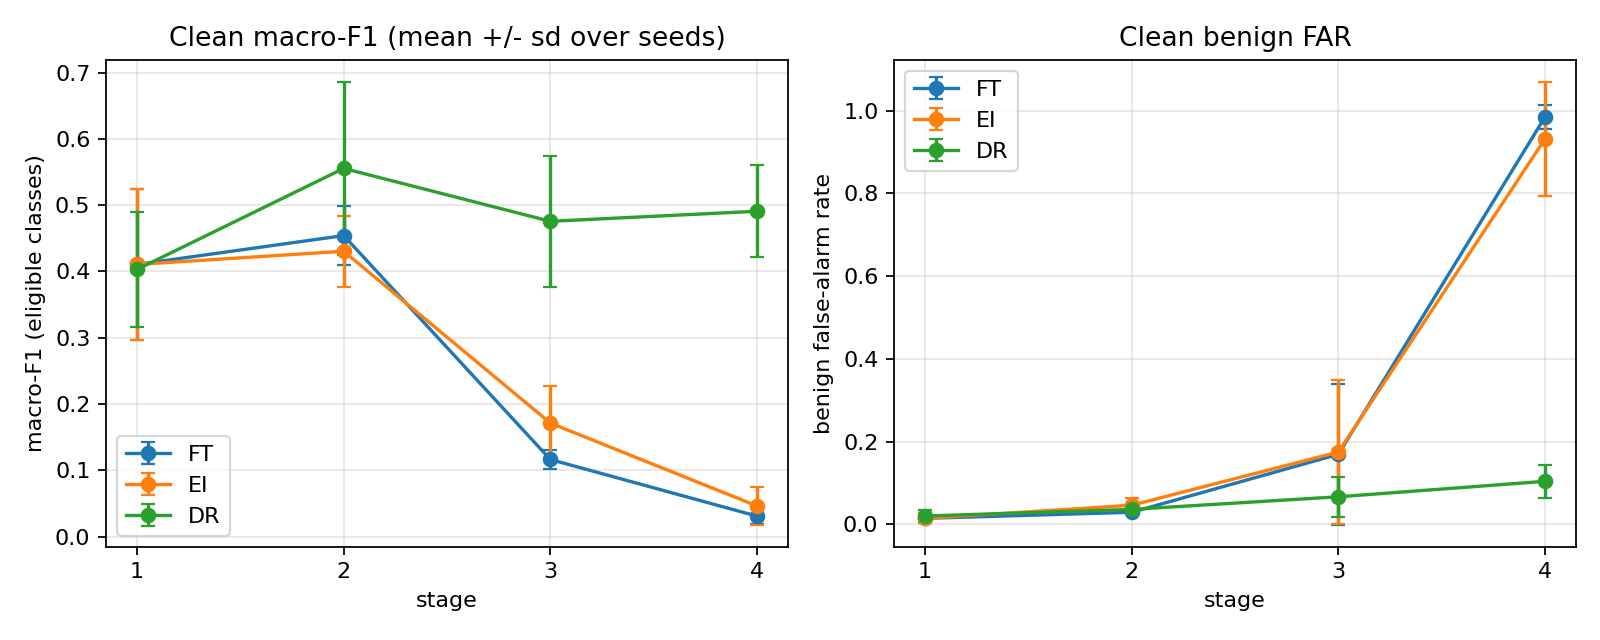 Clean macro-F1 (mean +/- sd over seeds)
macro-F1 (eligible classes)
0.7
0.6
0.5
0.4
0.3
0.2
0.1
0.0
FT
EI
DR
1 2 3 4
stage
Clean benign FAR
benign false-alarm rate
1.0
0.8
0.6
0.4
0.2
0.0
FT
EI
DR
1 2 3 4
stage